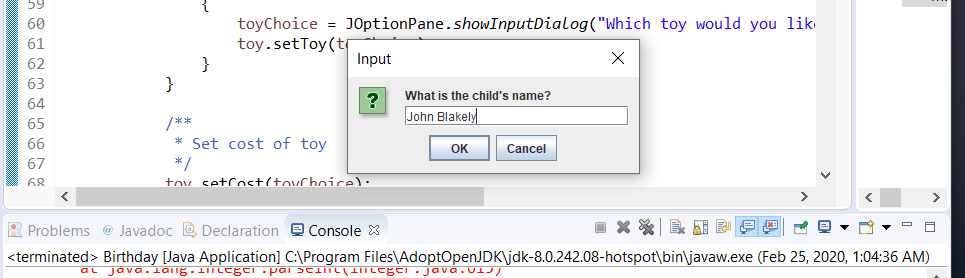 59 {
60 toyChoice = JOptionPane.showInputDialog("Which toy would you like
61 toy.setToy(
62 }
63 }
64
65 /**
66 * Set cost of toy
67 */
68 toy.setCost(toyChoice);
Input
What is the child's name?
John Blakely
OK Cancel
Problems @ Javadoc Declaration Console
<terminated> Birthday [Java Application] C:\Program Files\AdoptOpenJDK\jdk-8.0.242.08-hotspot\bin\javaw.exe (Feb 25, 2020, 1:04:36 AM)
at java.lang.Integer.parseInt(Integer.java:615)